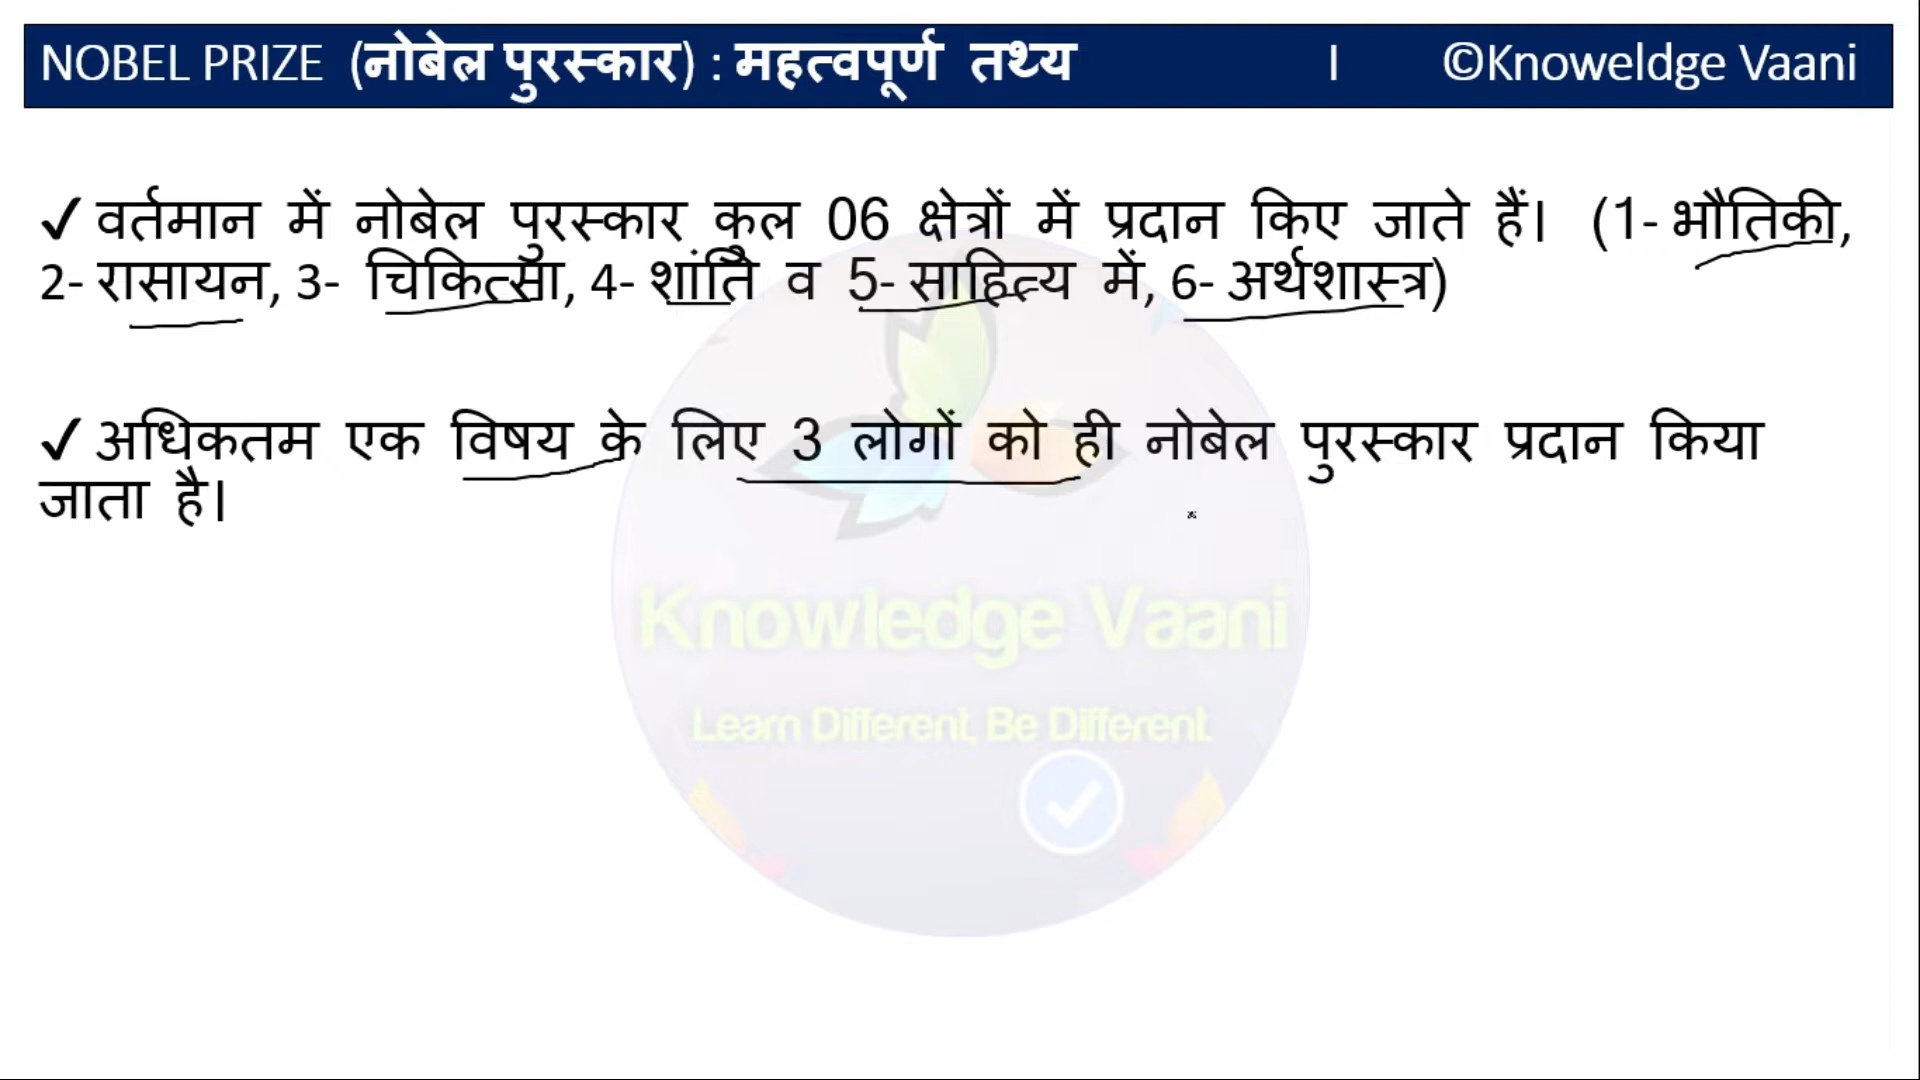 NOBEL PRIZE (नोबेल पुरस्कार) : महत्वपूर्ण तथ्य I ©Knoweldge Vaani
✓ वर्तमान में नोबेल पुरस्कार कुल 06 क्षेत्रों में प्रदान किए जाते हैं। (1- भौतिकी,
2- रासायन, 3- चिकित्सा, 4- शांति व 5- साहित्य में, 6- अर्थशास्त्र)
✓ अधिकतम एक विषय के लिए 3 लोगों को ही नोबेल पुरस्कार प्रदान किया
जाता है।
Knowledge Vaani
Learn Different, Be Different.